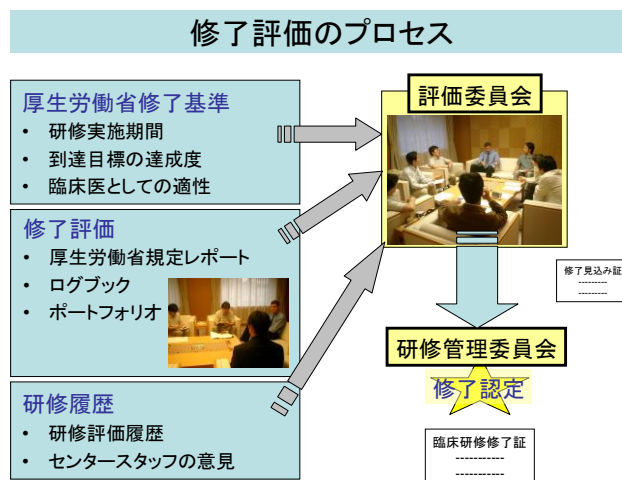 修了評価のプロセス
厚生労働省修了基準
• 研修実施期間
• 到達目標の達成度
• 臨床医としての適性
修了評価
• 厚生労働省規定レポート
• ログブック
• ポートフォリオ
研修履歴
• 研修評価履歴
• センタースタッフの意見
評価委員会
修了見込み証
---------
---------
研修管理委員会
修了認定
臨床研修修了証
-----------
-----------